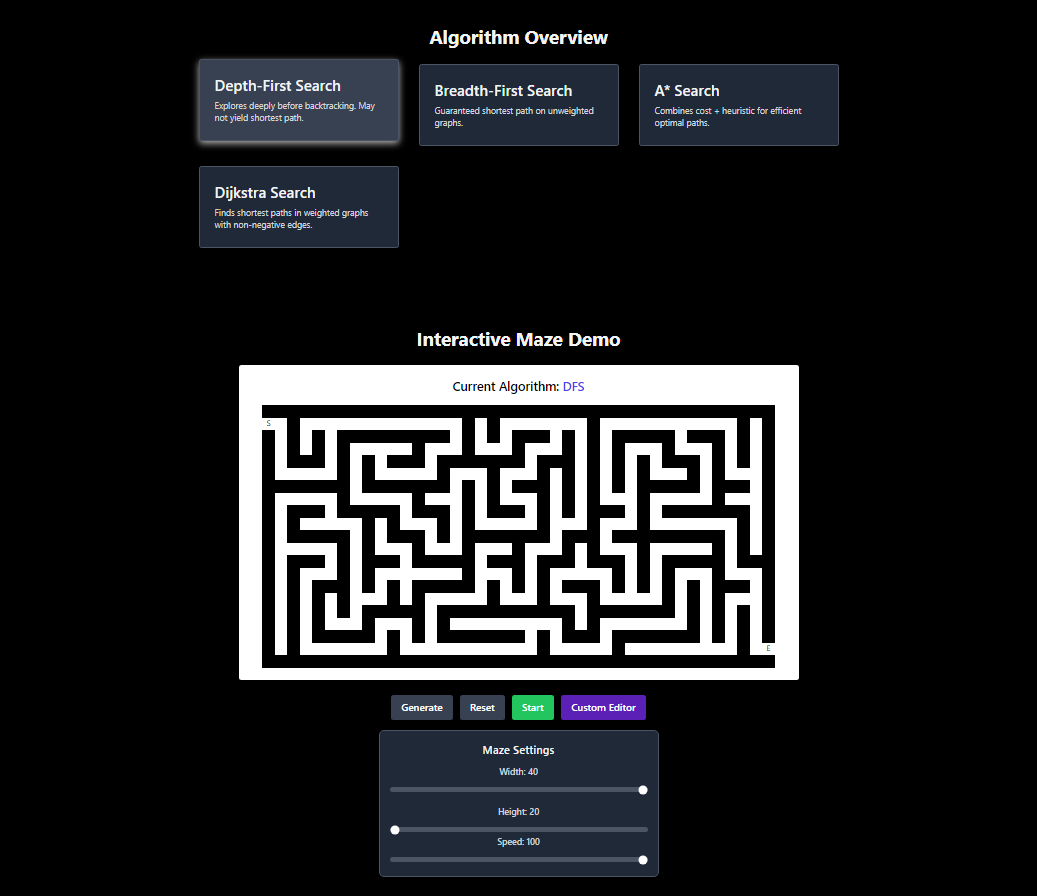 Algorithm Overview
Depth-First Search
Explores deeply before backtracking. May
not yield shortest path.
Breadth-First Search
Guaranteed shortest path on unweighted
graphs.
A* Search
Combines cost + heuristic for efficient
optimal paths.
Dijkstra Search
Finds shortest paths in weighted graphs
with non-negative edges.
Interactive Maze Demo
Current Algorithm: DFS
S
E
Generate
Reset
Start
Custom Editor
Maze Settings
Width: 40
Height: 20
Speed: 100